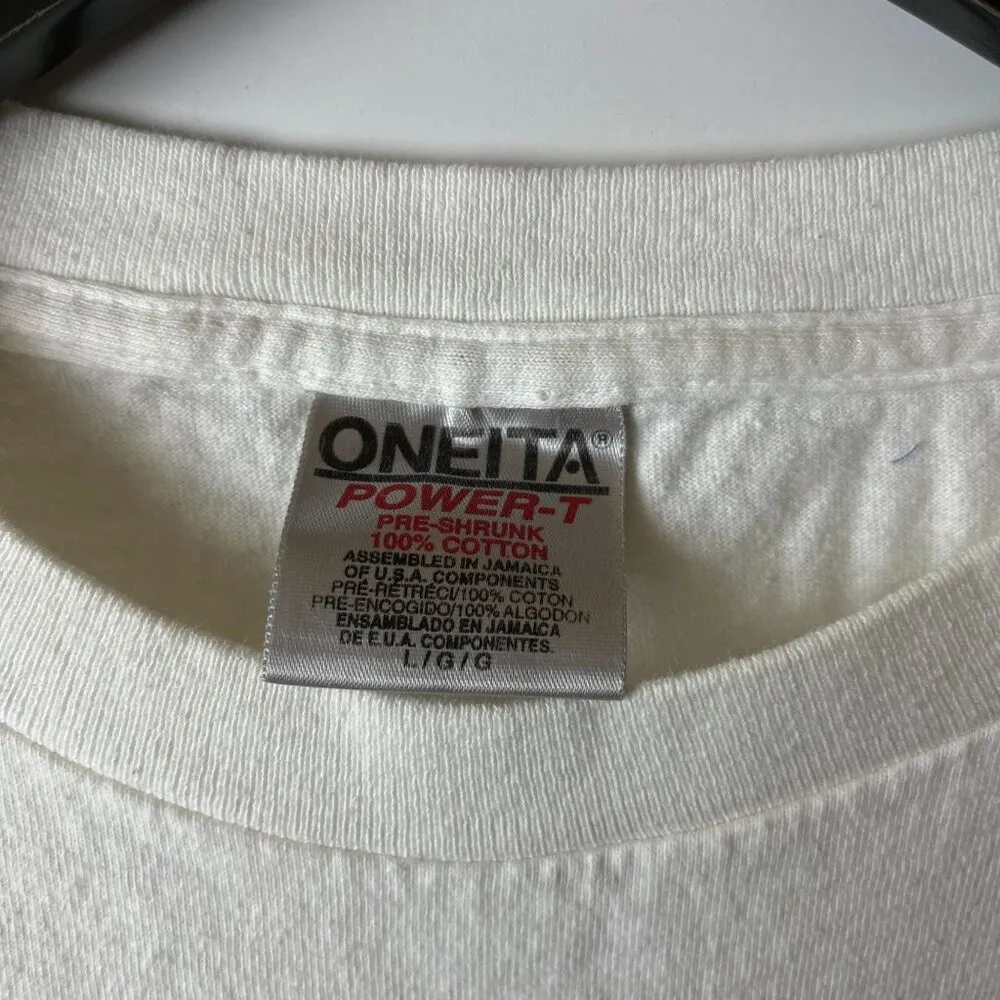 ONEITA®
POWER-T
PRE-SHRUNK
100% COTTON
ASSEMBLED IN JAMAICA
OF U.S.A. COMPONENTS
PRE-RETRECI/100% COTON
PRE-ENCOGIDO/100% ALGODON
ENSAMBLADO EN JAMAICA
DE E.U.A. COMPONENTES.
L/G/G